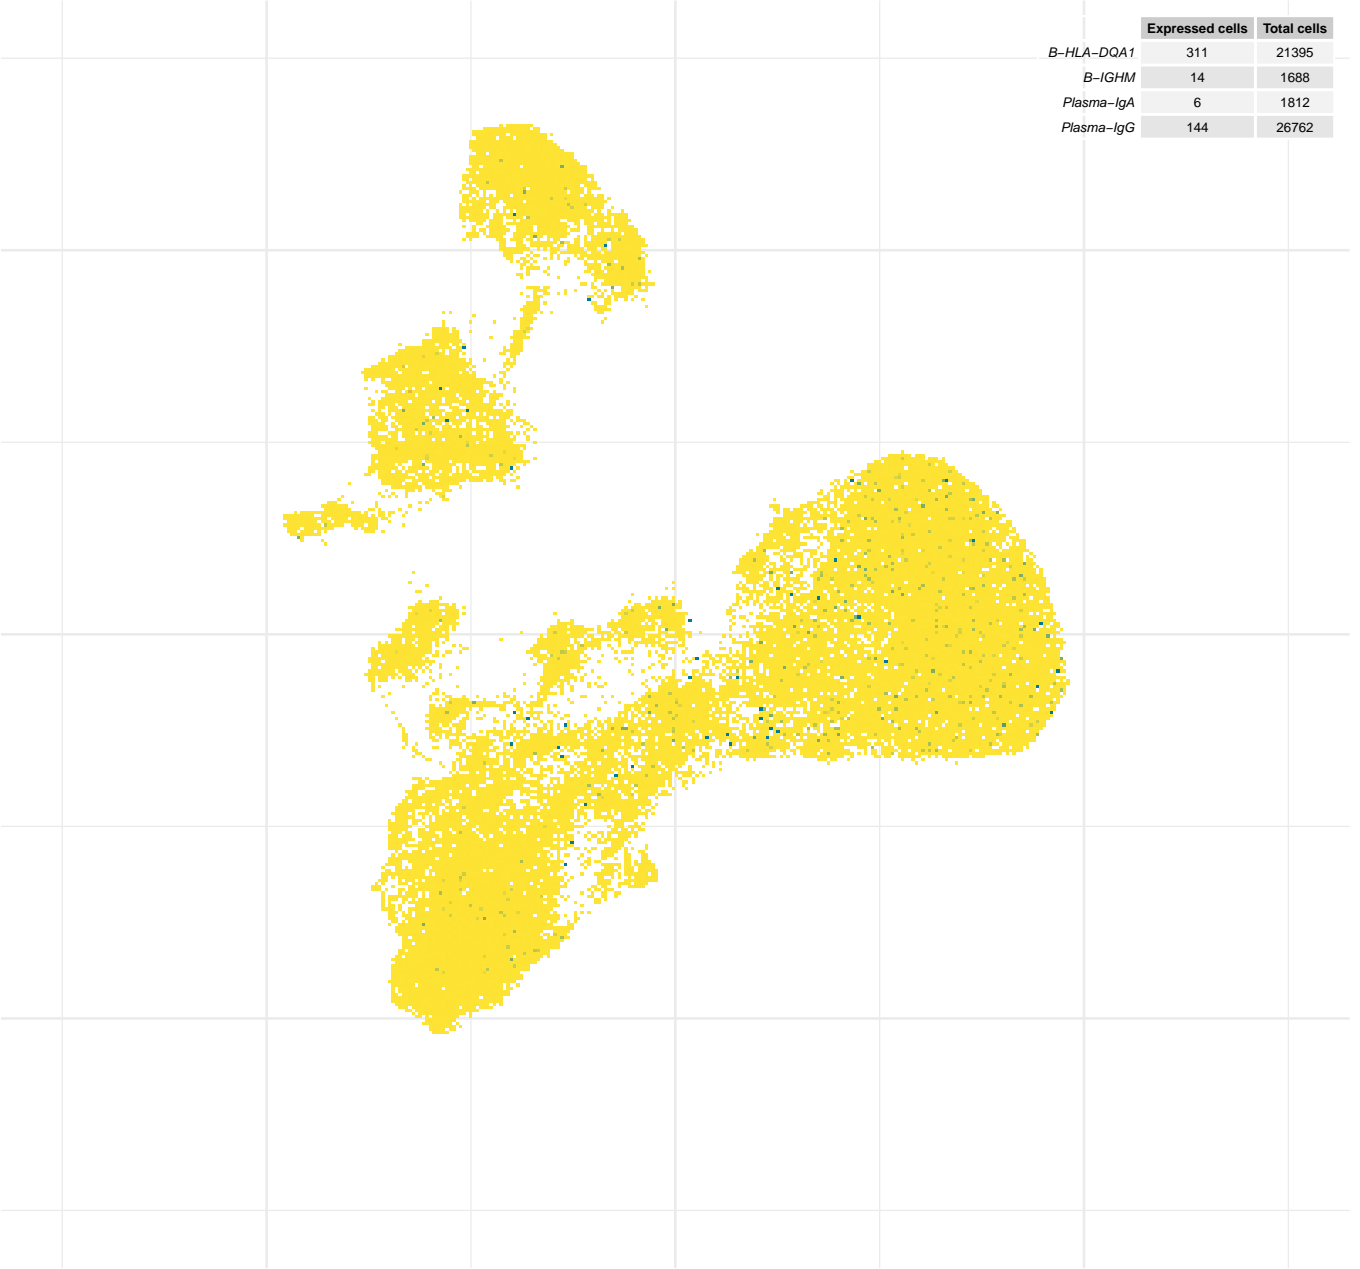 Expressed cells Total cells
B−HLA−DQA1 311 21395
B−IGHM 14 1688
Plasma−IgA 6 1812
Plasma−IgG 144 26762